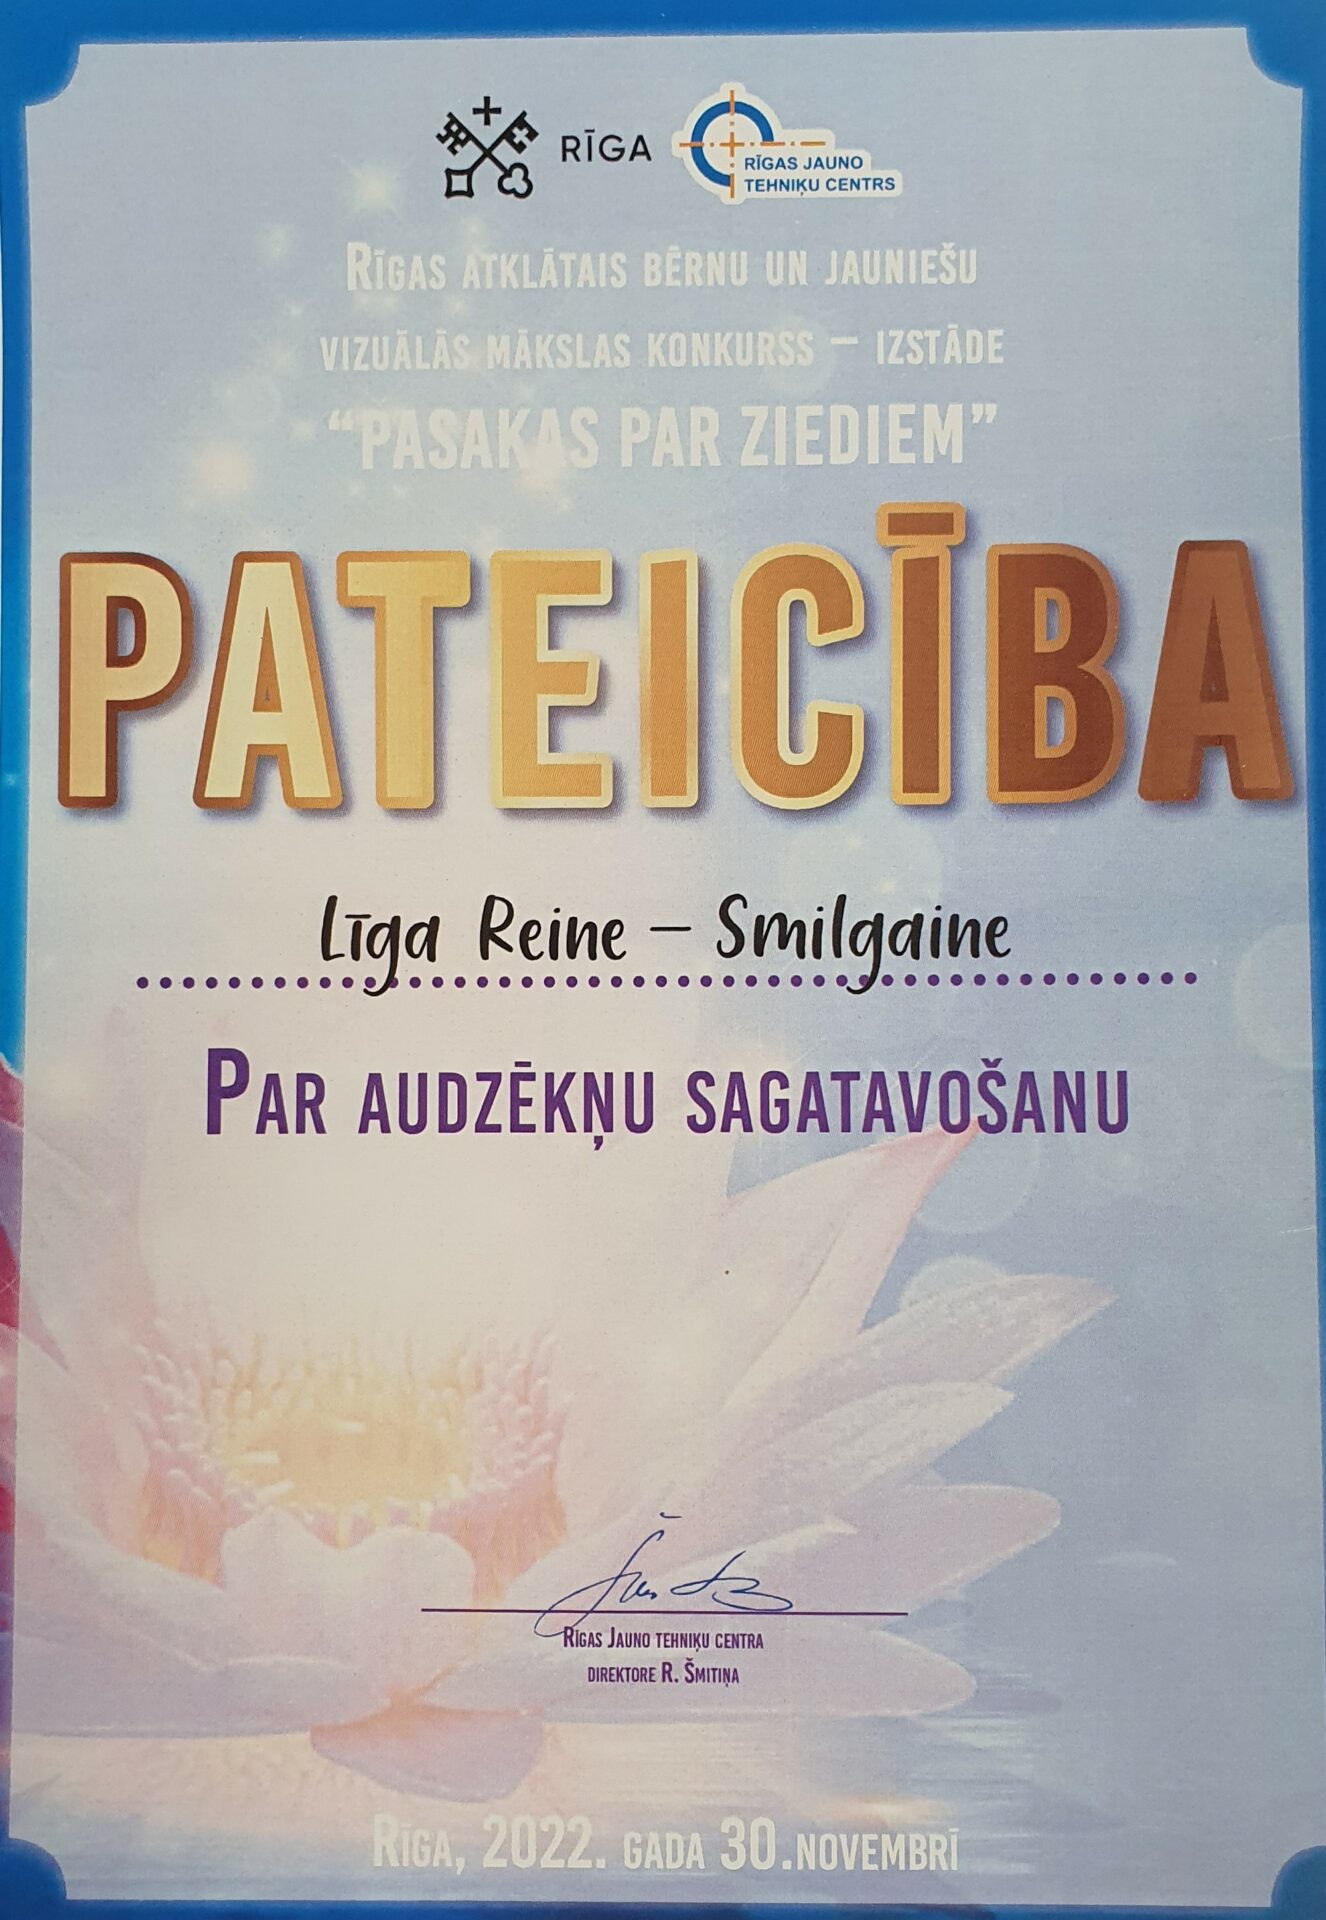 RĪGA
RĪGAS JAUNO
TEHNIĶU CENTRS
RĪGAS ATKLĀTAIS BĒRNU UN JAUNIEŠU
VIZUĀLĀS MĀKSLAS KONKURSS – IZSTĀDE
“PASAKAS PAR ZIEDIEM”
PATEICĪBA
Līga Reine – Smilgaine
PAR AUDZĒKŅU SAGATAVOŠANU
RĪGAS JAUNO TEHNIĶU CENTRA
DIREKTORE R. ŠMITIŅA
RĪGA, 2022. GADA 30.NOVEMBRĪ